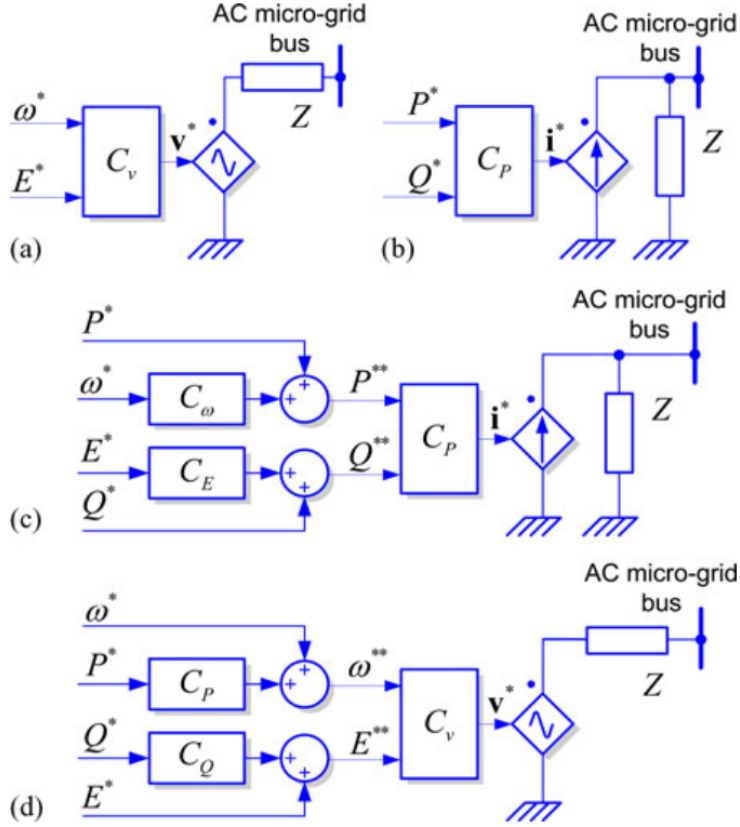 AC micro-grid
bus
ω*
E*
C_v
v*
Z
(a)
AC micro-grid
bus
P*
Q*
C_P
i*
Z
(b)
AC micro-grid
bus
P*
ω*
C_ω
+
+
P**
E*
C_E
+
+
Q**
Q*
C_P
i*
Z
(c)
AC micro-grid
bus
ω*
P*
C_P
+
+
ω**
Q*
C_Q
+
+
E**
E*
C_v
v*
Z
(d)